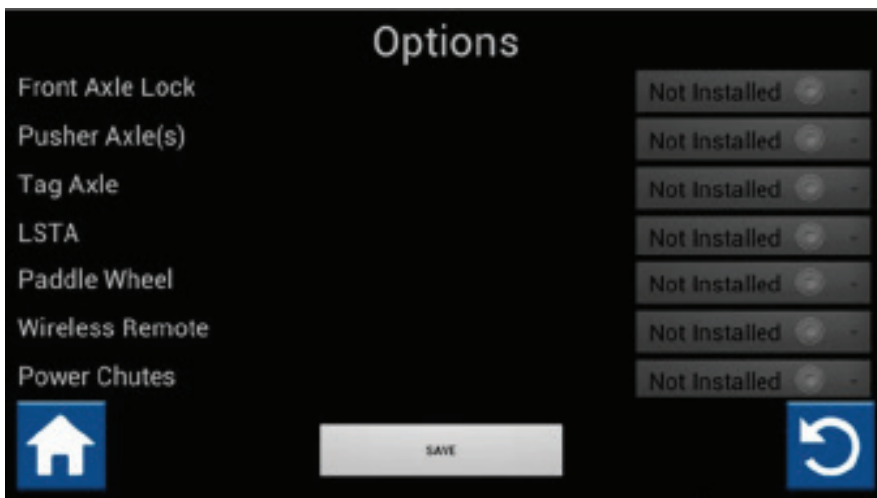 Options
Front Axle Lock Not Installed
Pusher Axle(s) Not Installed
Tag Axle Not Installed
LSTA Not Installed
Paddle Wheel Not Installed
Wireless Remote Not Installed
Power Chutes Not Installed
SAVE